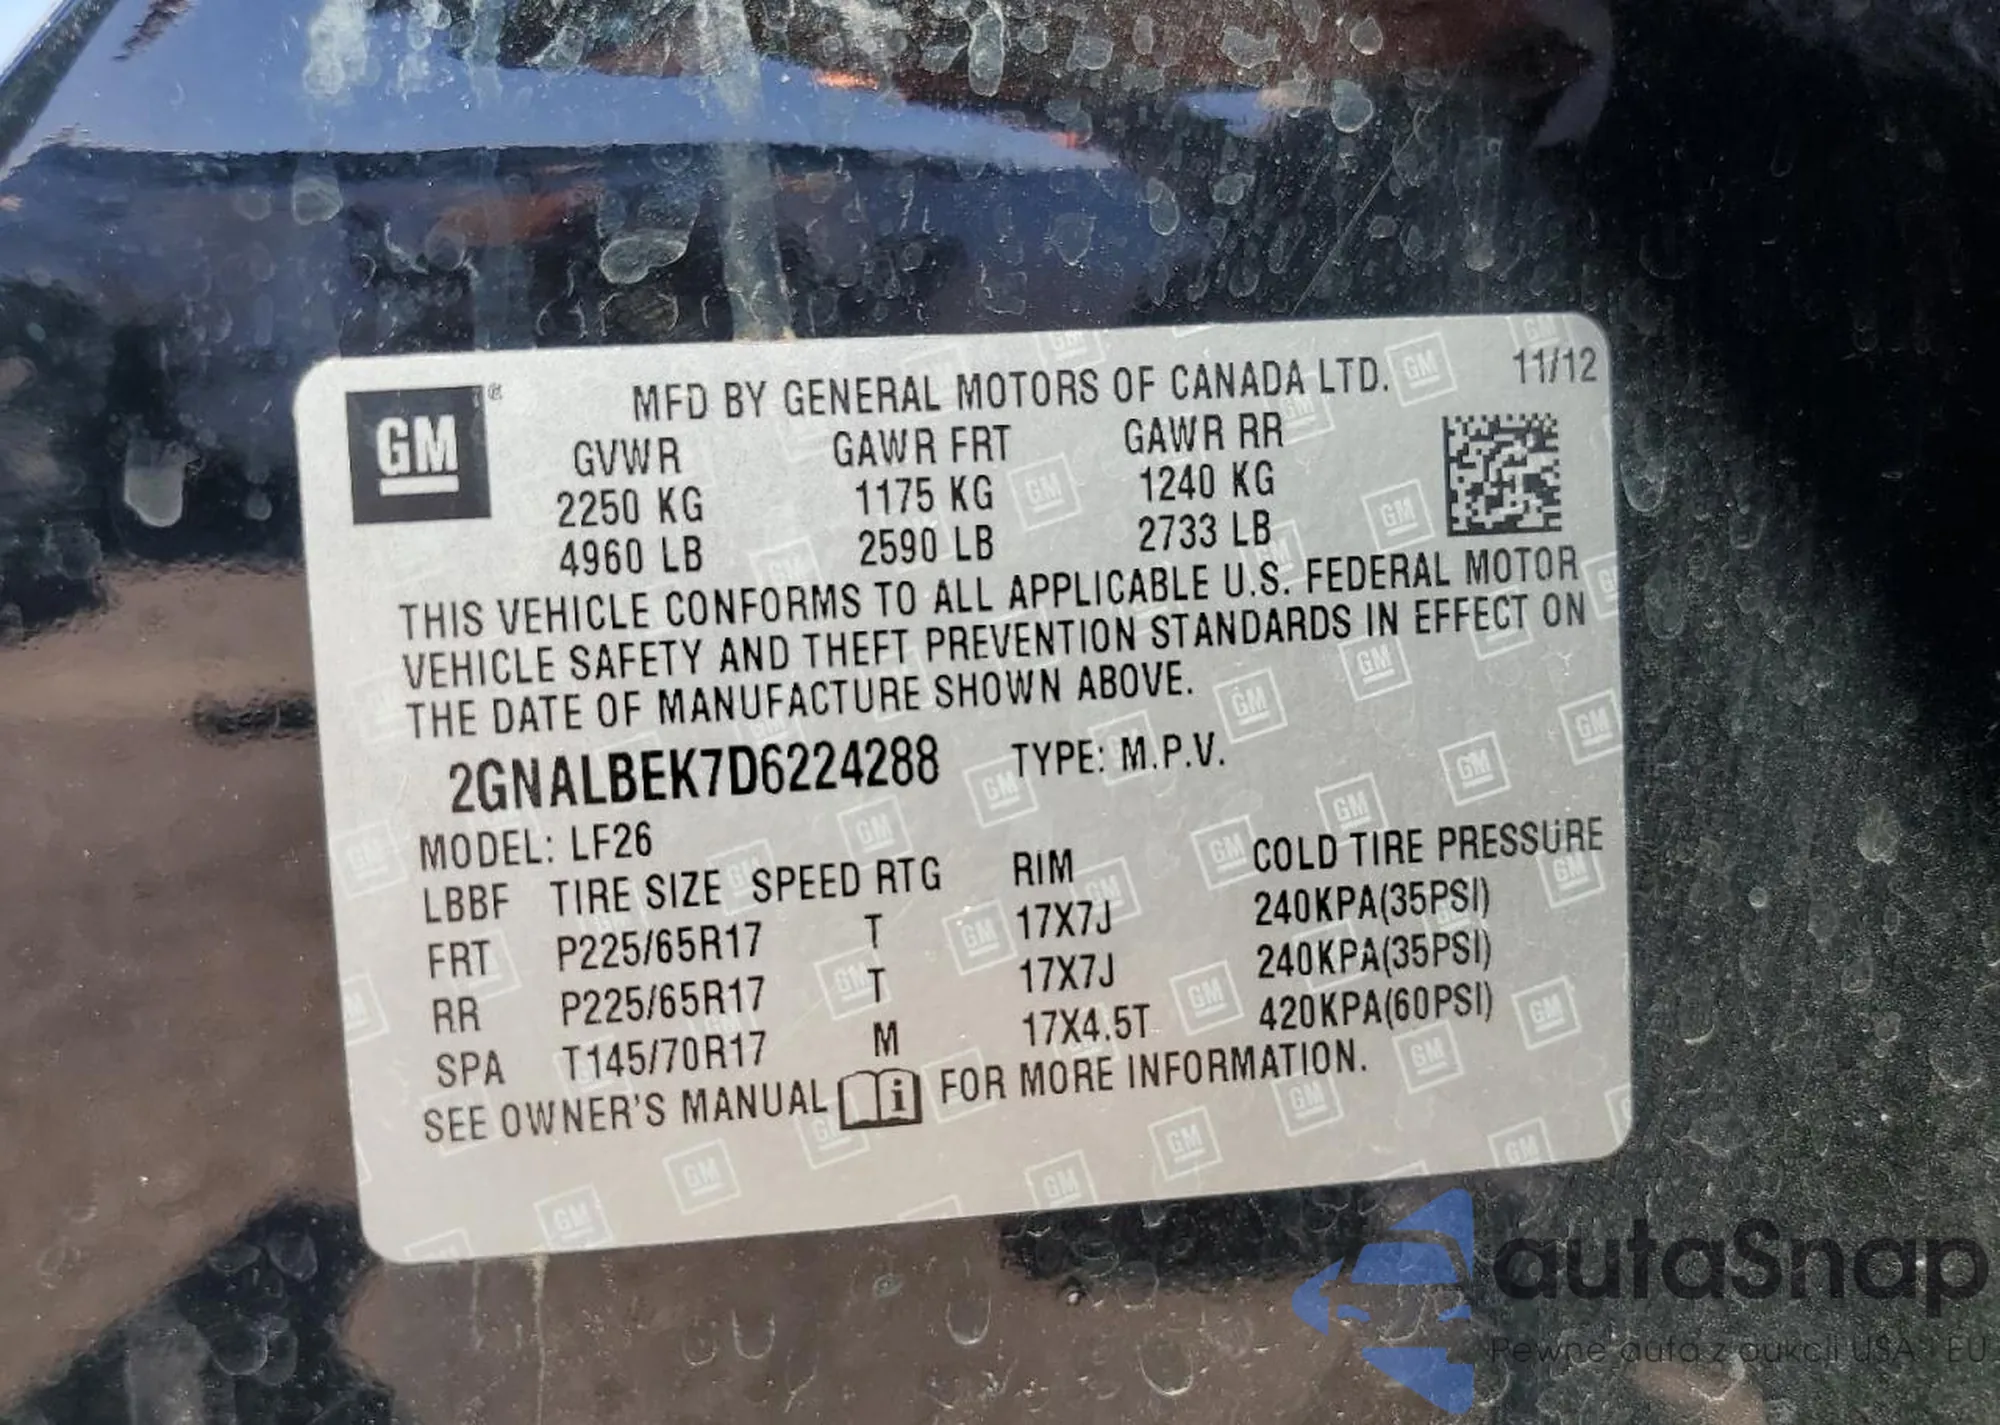 GM® MFD BY GENERAL MOTORS OF CANADA LTD. 11/12
GVWR GAWR FRT GAWR RR
2250 KG 1175 KG 1240 KG
4960 LB 2590 LB 2733 LB
THIS VEHICLE CONFORMS TO ALL APPLICABLE U.S. FEDERAL MOTOR
VEHICLE SAFETY AND THEFT PREVENTION STANDARDS IN EFFECT ON
THE DATE OF MANUFACTURE SHOWN ABOVE.
2GNALBEK7D6224288 TYPE: M.P.V.
MODEL: LF26
LBBF TIRE SIZE SPEED RTG RIM COLD TIRE PRESSURE
FRT P225/65R17 T 17X7J 240KPA(35PSI)
RR P225/65R17 T 17X7J 240KPA(35PSI)
SPA T145/70R17 M 17X4.5T 420KPA(60PSI)
SEE OWNER'S MANUAL i FOR MORE INFORMATION.
autaSnap
Pewne auta z aukcji USA i EU